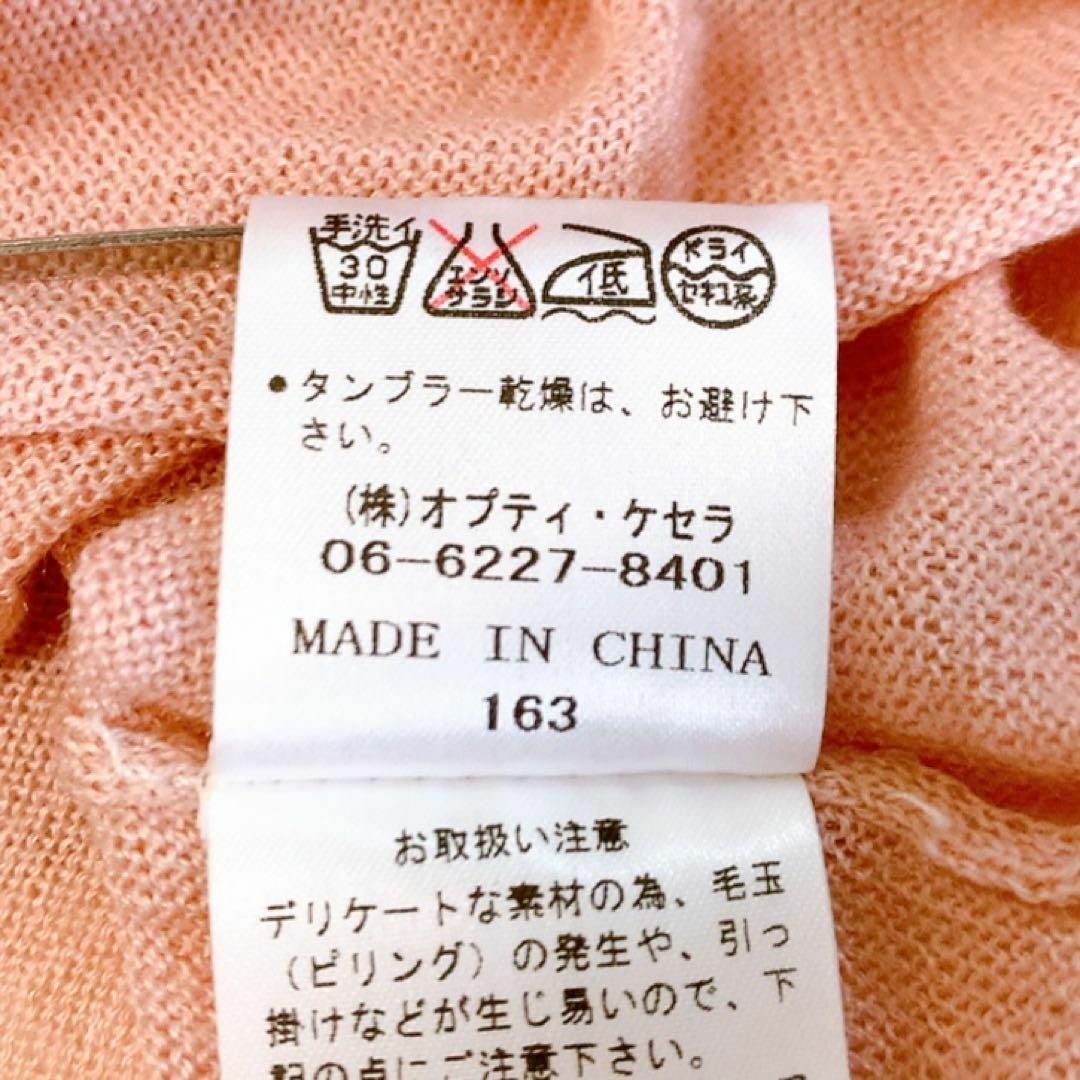 手洗イ
30
中性
エンソ
サラシ
低
ドライ
セキユ系
• タンブラー乾燥は、お避け下
さい。
(株)オプティ・ケセラ
06-6227-8401
MADE IN CHINA
163
お取扱い注意
デリケートな素材の為、毛玉
(ピリング)の発生や、引っ
掛けなどが生じ易いので、下
記の点にご注意下さい。